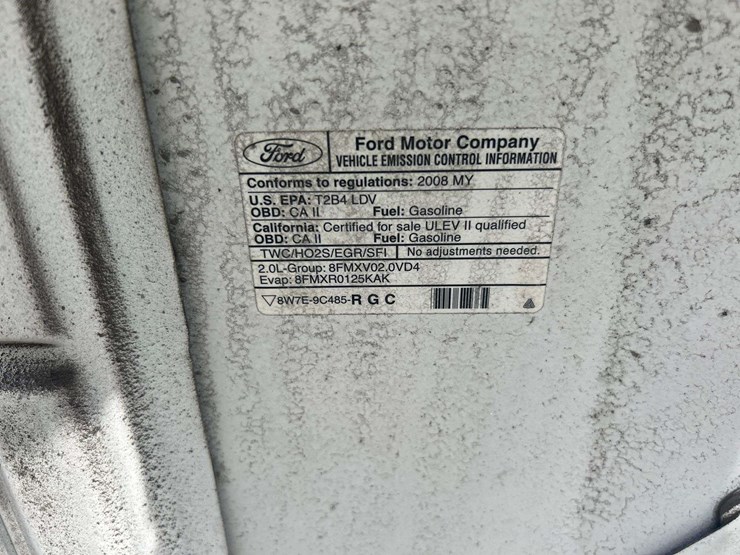 Ford
Ford Motor Company
VEHICLE EMISSION CONTROL INFORMATION
Conforms to regulations: 2008 MY
U.S. EPA: T2B4 LDV
OBD: CA II Fuel: Gasoline
California: Certified for sale ULEV II qualified
OBD: CA II Fuel: Gasoline
TWC/HO2S/EGR/SFI No adjustments needed.
2.0L-Group: 8FMXV02.0VD4
Evap: 8FMXR0125KAK
8W7E-9C485-R G C